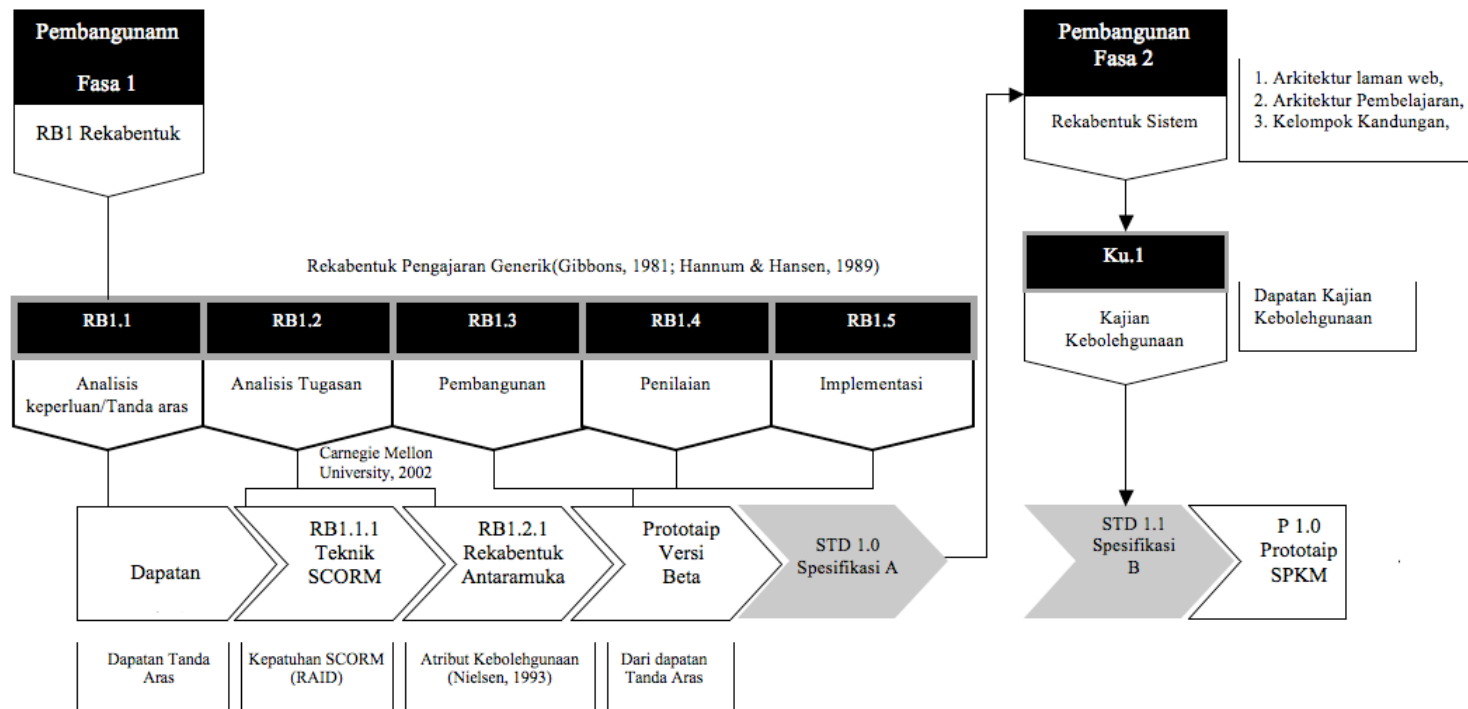 Pembangunann
Fasa 1
RB1 Rekabentuk
Pembangunan
Fasa 2
Rekabentuk Sistem
1. Arkitektur laman web,
2. Arkitektur Pembelajaran,
3. Kelompok Kandungan,
Ku.1
Kajian
Kebolehgunaan
Dapatan Kajian
Kebolehgunaan
Rekabentuk Pengajaran Generik(Gibbons, 1981; Hannum & Hansen, 1989)
RB1.1
RB1.2
RB1.3
RB1.4
RB1.5
Analisis
keperluan/Tanda aras
Analisis Tugasan
Pembangunan
Penilaian
Implementasi
Carnegie Mellon
University, 2002
Dapatan
RB1.1.1
Teknik
SCORM
RB1.2.1
Rekabentuk
Antaramuka
Prototaip
Versi
Beta
STD 1.0
Spesifikasi A
STD 1.1
Spesifikasi
B
P 1.0
Prototaip
SPKM
Dapatan Tanda
Aras
Kepatuhan SCORM
(RAID)
Atribut Kebolehgunaan
(Nielsen, 1993)
Dari dapatan
Tanda Aras